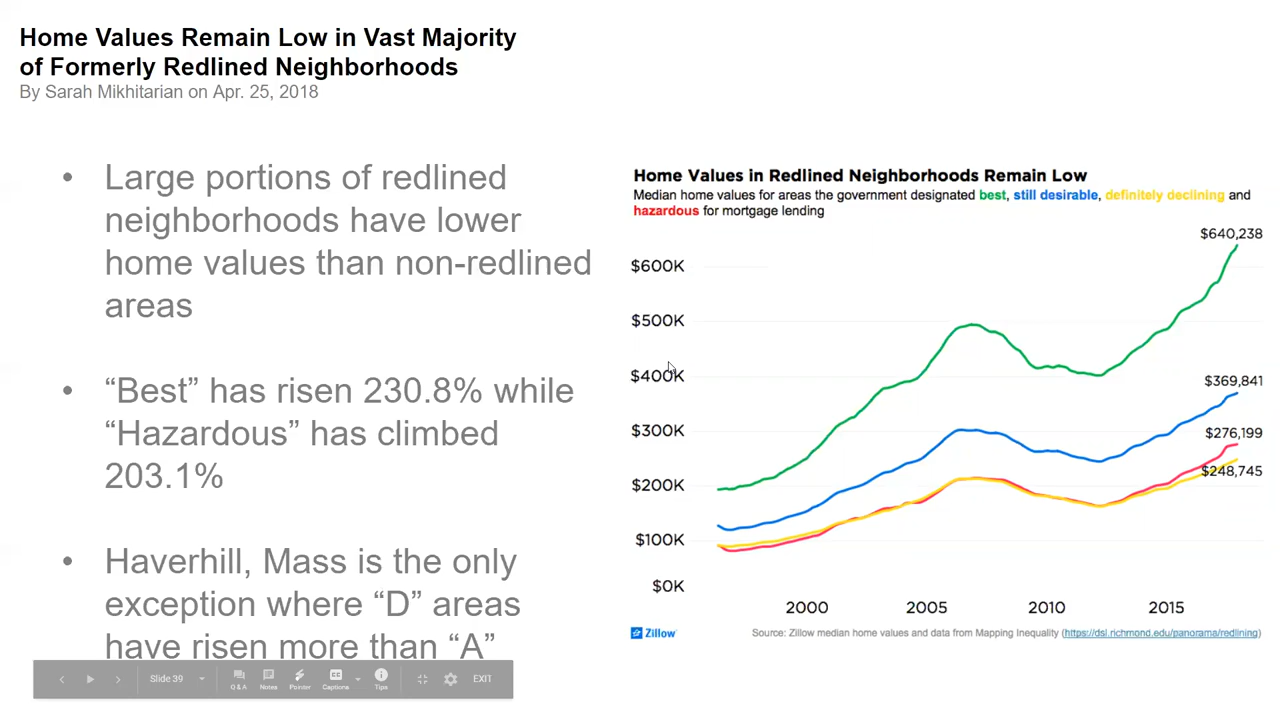 Home Values Remain Low in Vast Majority
of Formerly Redlined Neighborhoods
By Sarah Mikhitarian on Apr. 25, 2018
• Large portions of redlined
neighborhoods have lower
home values than non-redlined
areas
• “Best” has risen 230.8% while
“Hazardous” has climbed
203.1%
• Haverhill, Mass is the only
exception where “D” areas
have risen more than “A”
Home Values in Redlined Neighborhoods Remain Low
Median home values for areas the government designated best, still desirable, definitely declining and
hazardous for mortgage lending
$640,238
$600K
$500K
$400K
$369,841
$300K
$276,199
$248,745
$200K
$100K
$0K
2000 2005 2010 2015
Zillow
Source: Zillow median home values and data from Mapping Inequality (https://dsl.richmond.edu/panorama/redlining)
Slide 39
Q & A Notes Pointer CC Captions Tips EXIT